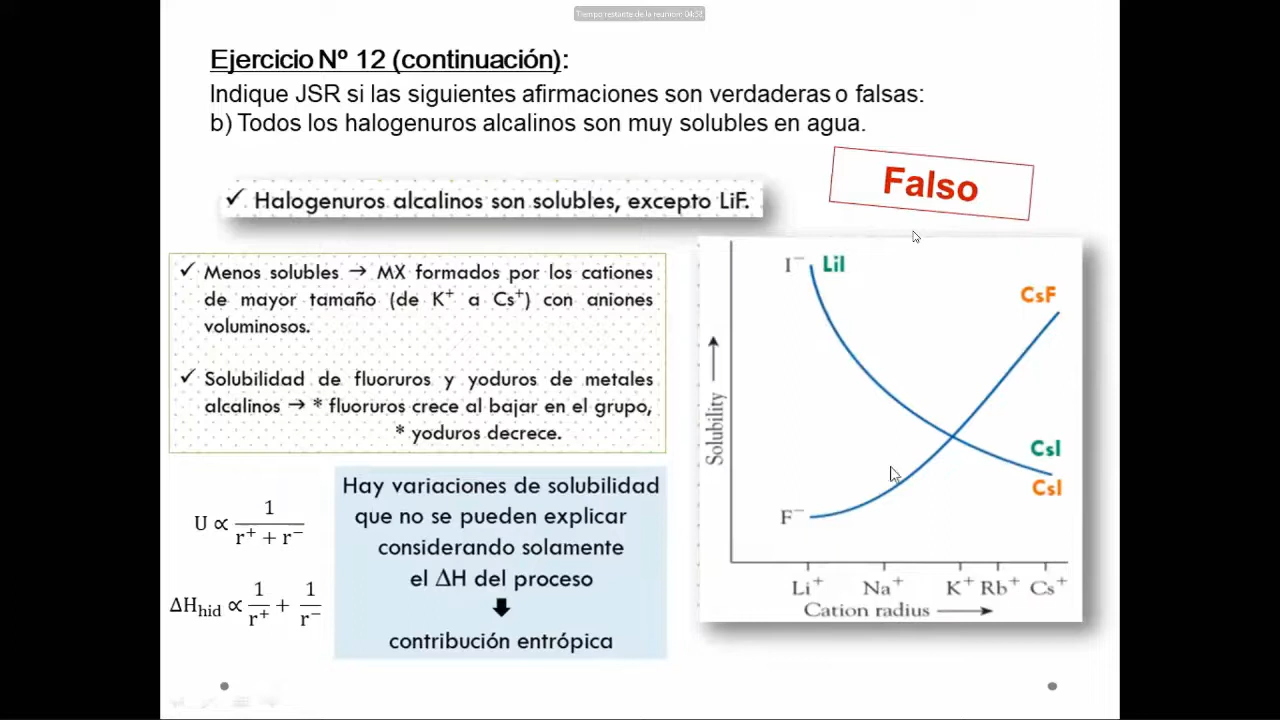 Tiempo restante de la reunión: 04:58
Ejercicio Nº 12 (continuación):
Indique JSR si las siguientes afirmaciones son verdaderas o falsas:
b) Todos los halogenuros alcalinos son muy solubles en agua.
Falso
✓ Halogenuros alcalinos son solubles, excepto LiF.
✓ Menos solubles → MX formados por los cationes
de mayor tamaño (de K⁺ a Cs⁺) con aniones
voluminosos.
✓ Solubilidad de fluoruros y yoduros de metales
alcalinos → * fluoruros crece al bajar en el grupo,
* yoduros decrece.
U ∝ 1/(r⁺ + r⁻)
ΔHhid ∝ 1/r⁺ + 1/r⁻
Hay variaciones de solubilidad
que no se pueden explicar
considerando solamente
el ΔH del proceso
contribución entrópica
I⁻ LiI
CsF
CsI
CsI
F⁻
Solubility
Li⁺ Na⁺ K⁺ Rb⁺ Cs⁺
Cation radius